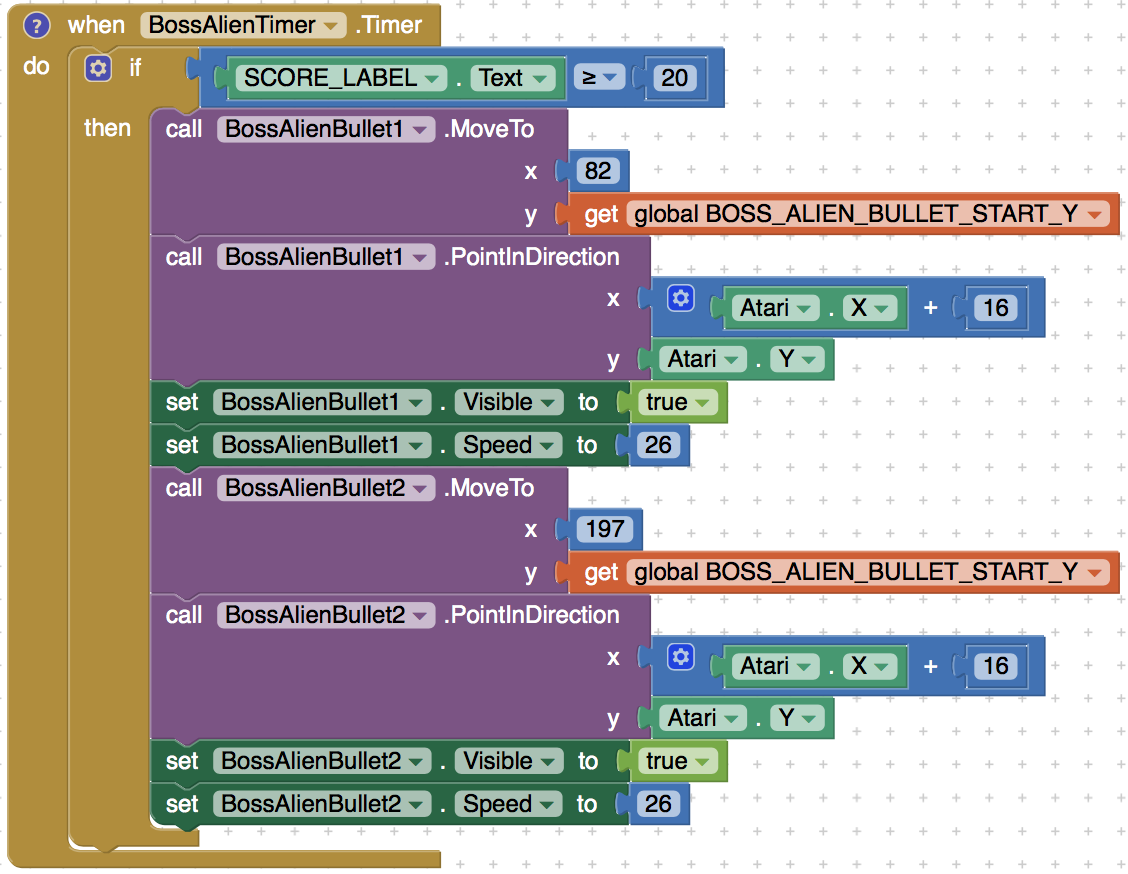 ? when BossAlienTimer .Timer
do if SCORE_LABEL . Text ≥ 20
then call BossAlienBullet1 .MoveTo
x 82
y get global BOSS_ALIEN_BULLET_START_Y
call BossAlienBullet1 .PointInDirection
x Atari . X + 16
y Atari . Y
set BossAlienBullet1 . Visible to true
set BossAlienBullet1 . Speed to 26
call BossAlienBullet2 .MoveTo
x 197
y get global BOSS_ALIEN_BULLET_START_Y
call BossAlienBullet2 .PointInDirection
x Atari . X + 16
y Atari . Y
set BossAlienBullet2 . Visible to true
set BossAlienBullet2 . Speed to 26